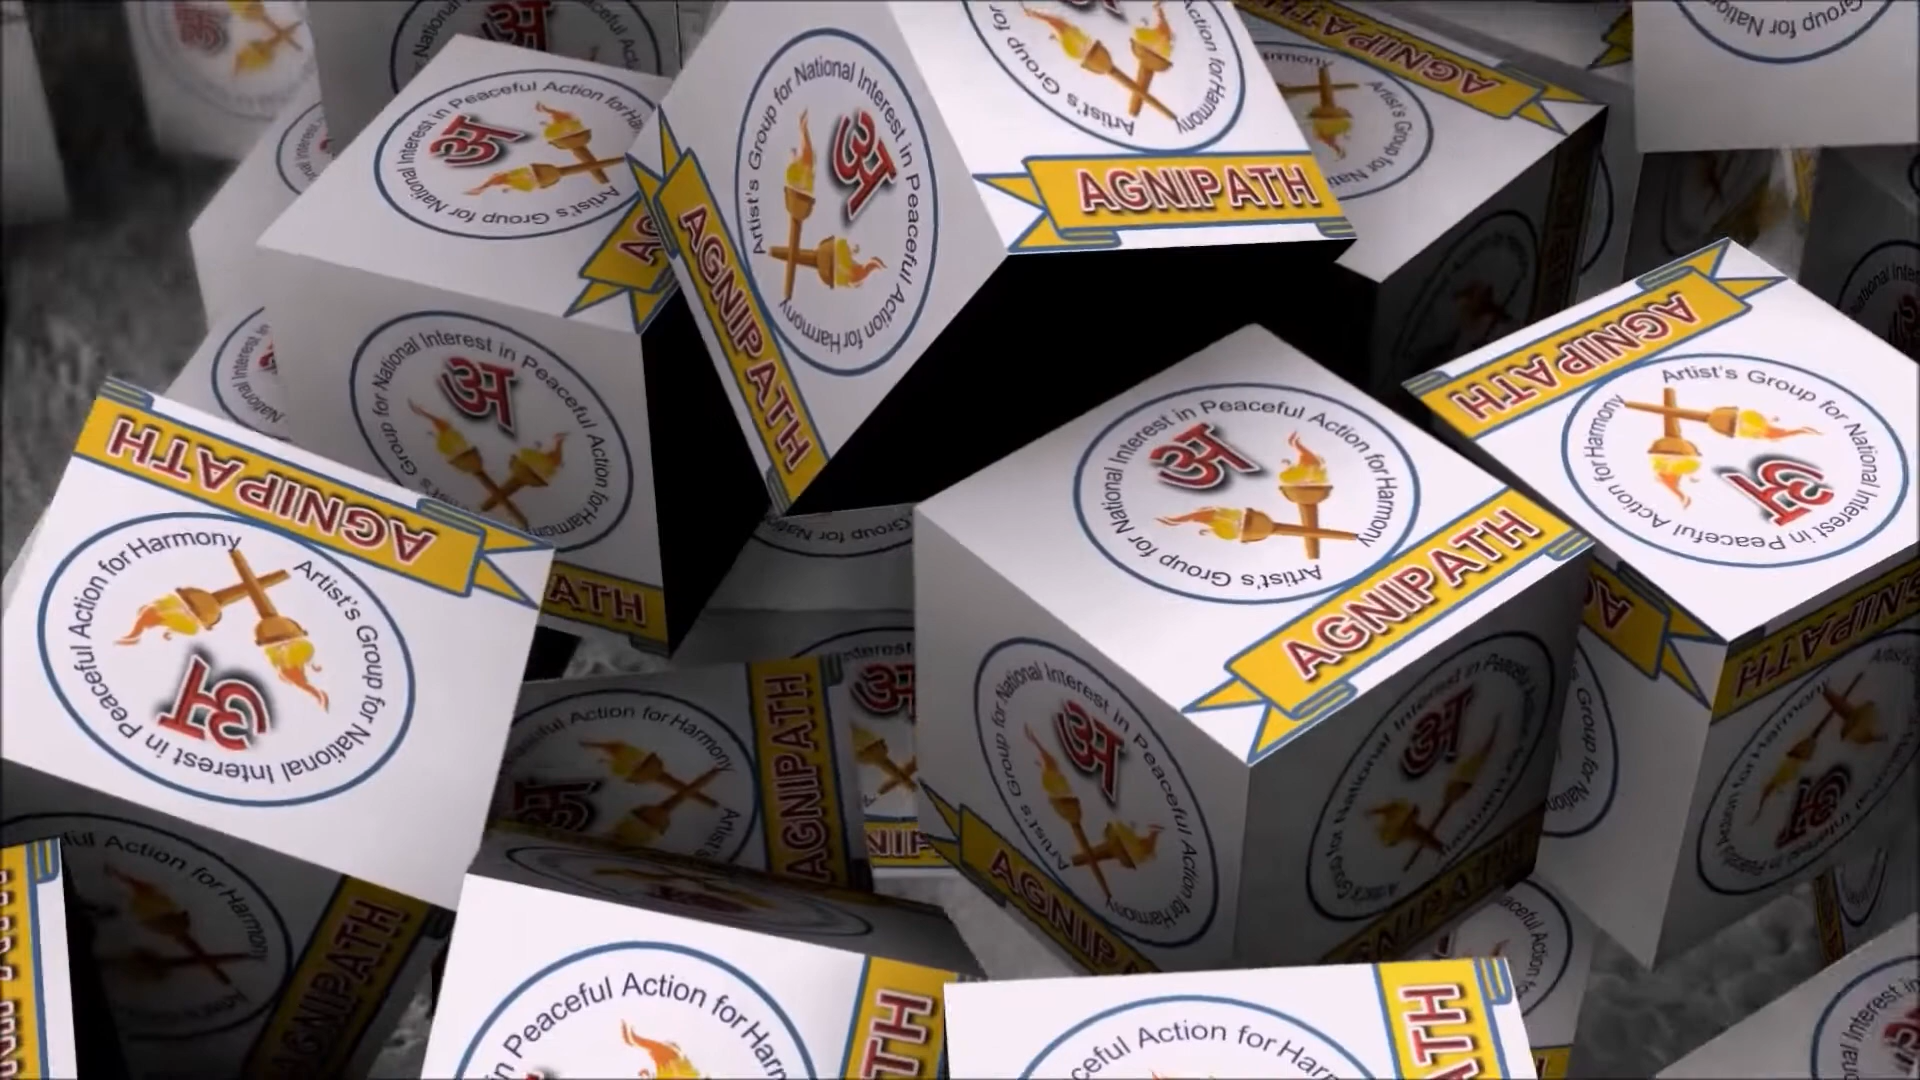 Artist's Group for National Interest in Peaceful Action for Harmony
अ
AGNIPATH